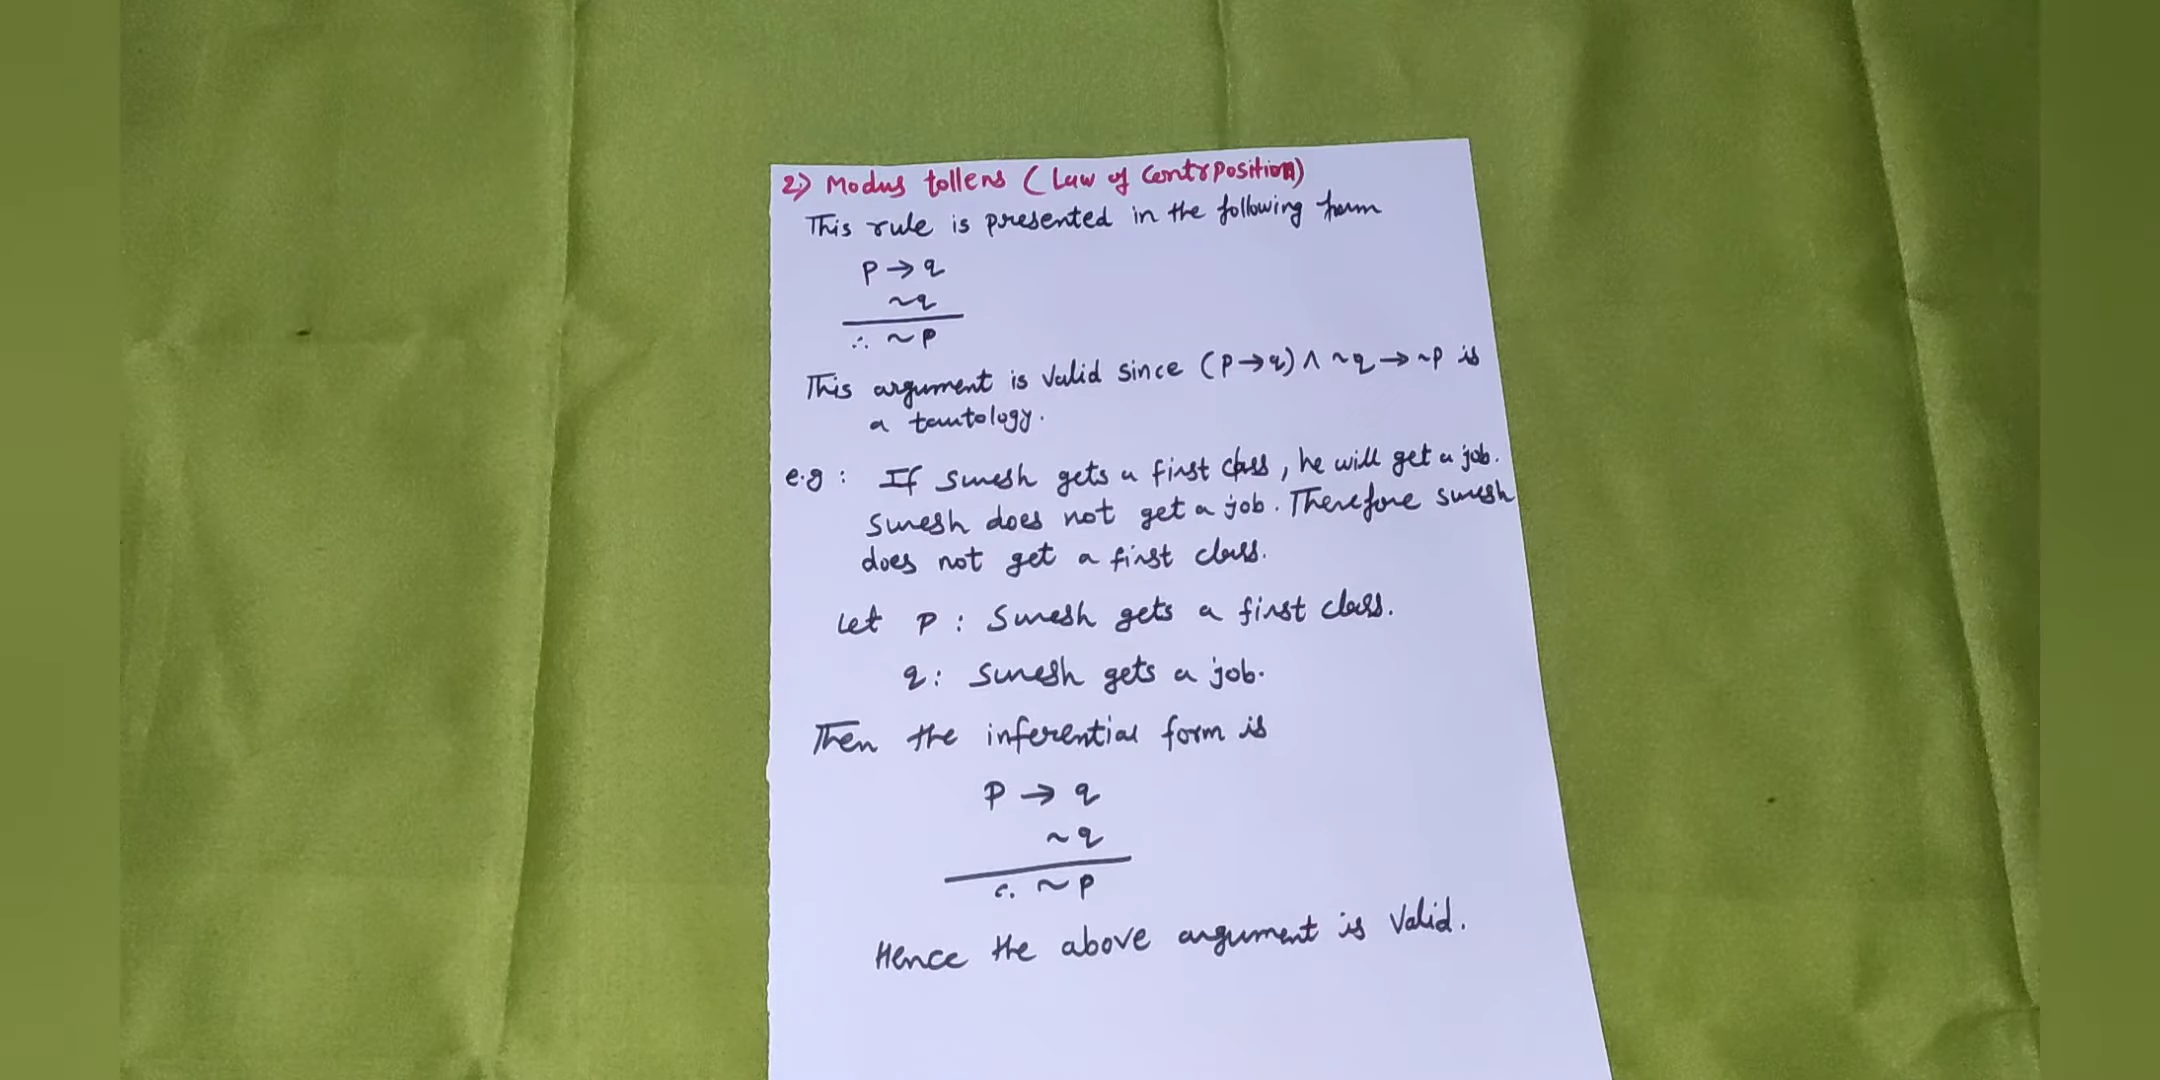 2) Modus tollens (Law of Contrposition)
This rule is presented in the following form
p → q
~q
∴ ~p
This argument is valid since (p→q) ∧ ~q → ~p is
a tautology.
e.g : If Suresh gets a first class, he will get a job.
Suresh does not get a job. Therefore Suresh
does not get a first class.
Let p : Suresh gets a first class.
q : Suresh gets a job.
Then the inferential form is
p → q
~q
∴ ~p
Hence the above argument is valid.